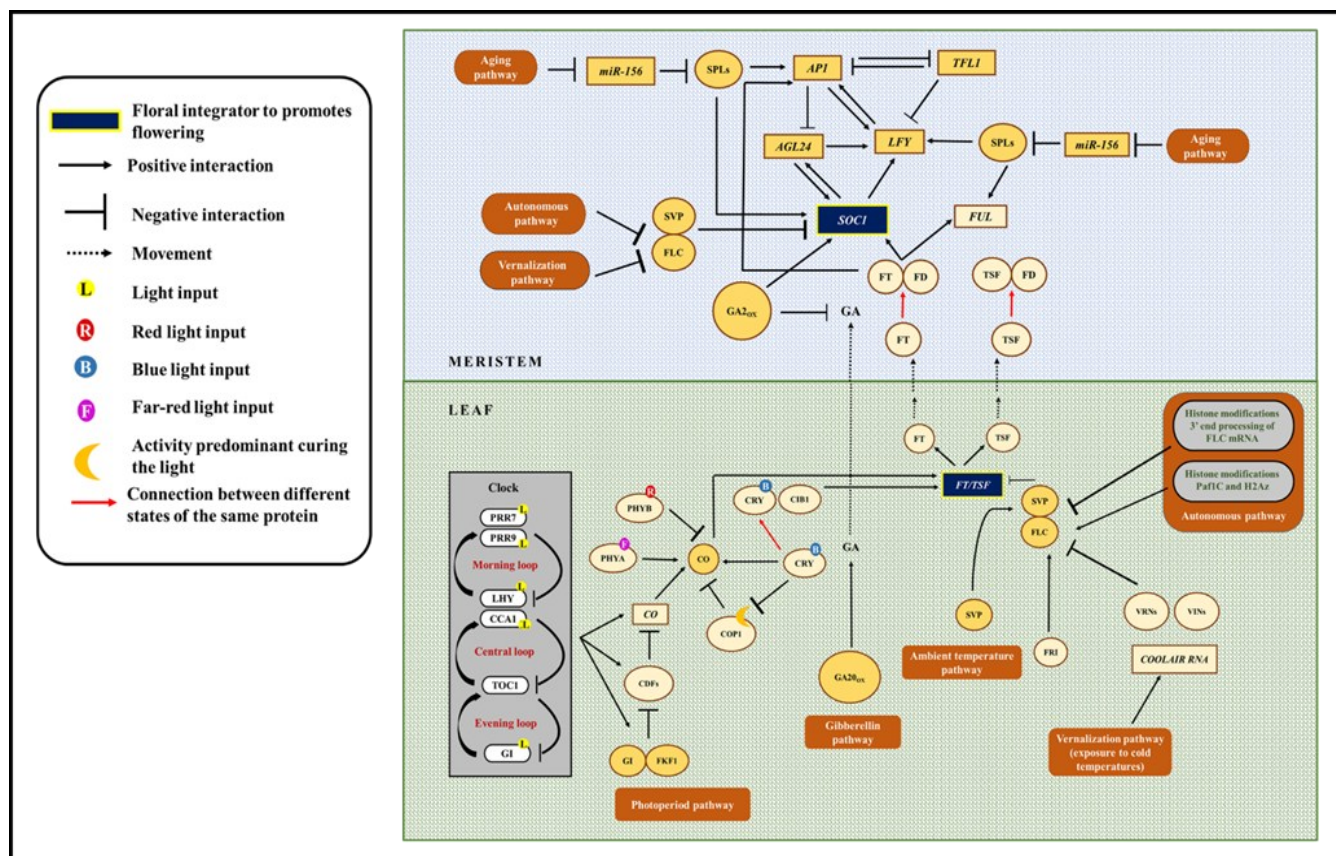 Floral integrator to promotes
flowering
Positive interaction
Negative interaction
Movement
L
Light input
R
Red light input
B
Blue light input
F
Far-red light input
Activity predominant curing
the light
Connection between different
states of the same protein
Aging
pathway
miR-156
SPLs
AP1
TFL1
AGL24
LFY
SPLs
miR-156
Aging
pathway
Autonomous
pathway
SVP
FLC
Vernalization
pathway
SOC1
FUL
FT
FD
TSF
FD
GA2ox
GA
FT
TSF
MERISTEM
LEAF
FT
TSF
Histone modifications
3' end processing of
FLC mRNA
Histone modifications
Paf1C and H2Az
Autonomous pathway
FT/TSF
SVP
FLC
Clock
PRR7
L
PRR9
L
Morning loop
LHY
L
CCA1
L
Central loop
TOC1
Evening loop
GI
L
PHYB
R
PHYA
F
CO
CRY
B
CIB1
CRY
B
COP1
CO
CDFs
GI
FKF1
Photoperiod pathway
GA
GA20ox
Gibberellin
pathway
SVP
Ambient temperature
pathway
FRI
VRNs
VINs
COOLAIR RNA
Vernalization pathway
(exposure to cold
temperatures)